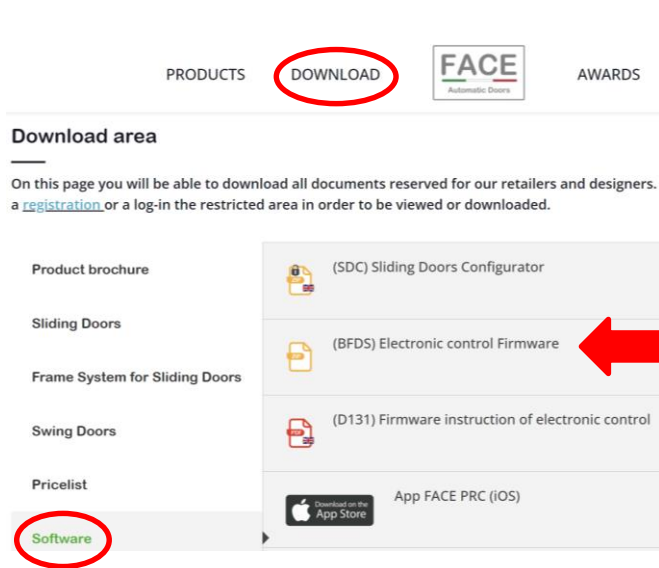 PRODUCTS DOWNLOAD FACE Automatic Doors AWARDS
Download area
On this page you will be able to download all documents reserved for our retailers and designers.
a registration or a log-in the restricted area in order to be viewed or downloaded.
Product brochure
Sliding Doors
Frame System for Sliding Doors
Swing Doors
Pricelist
Software
(SDC) Sliding Doors Configurator
ZIP
(BFDS) Electronic control Firmware
PDF
(D131) Firmware instruction of electronic control
Download on the
App Store
App FACE PRC (iOS)